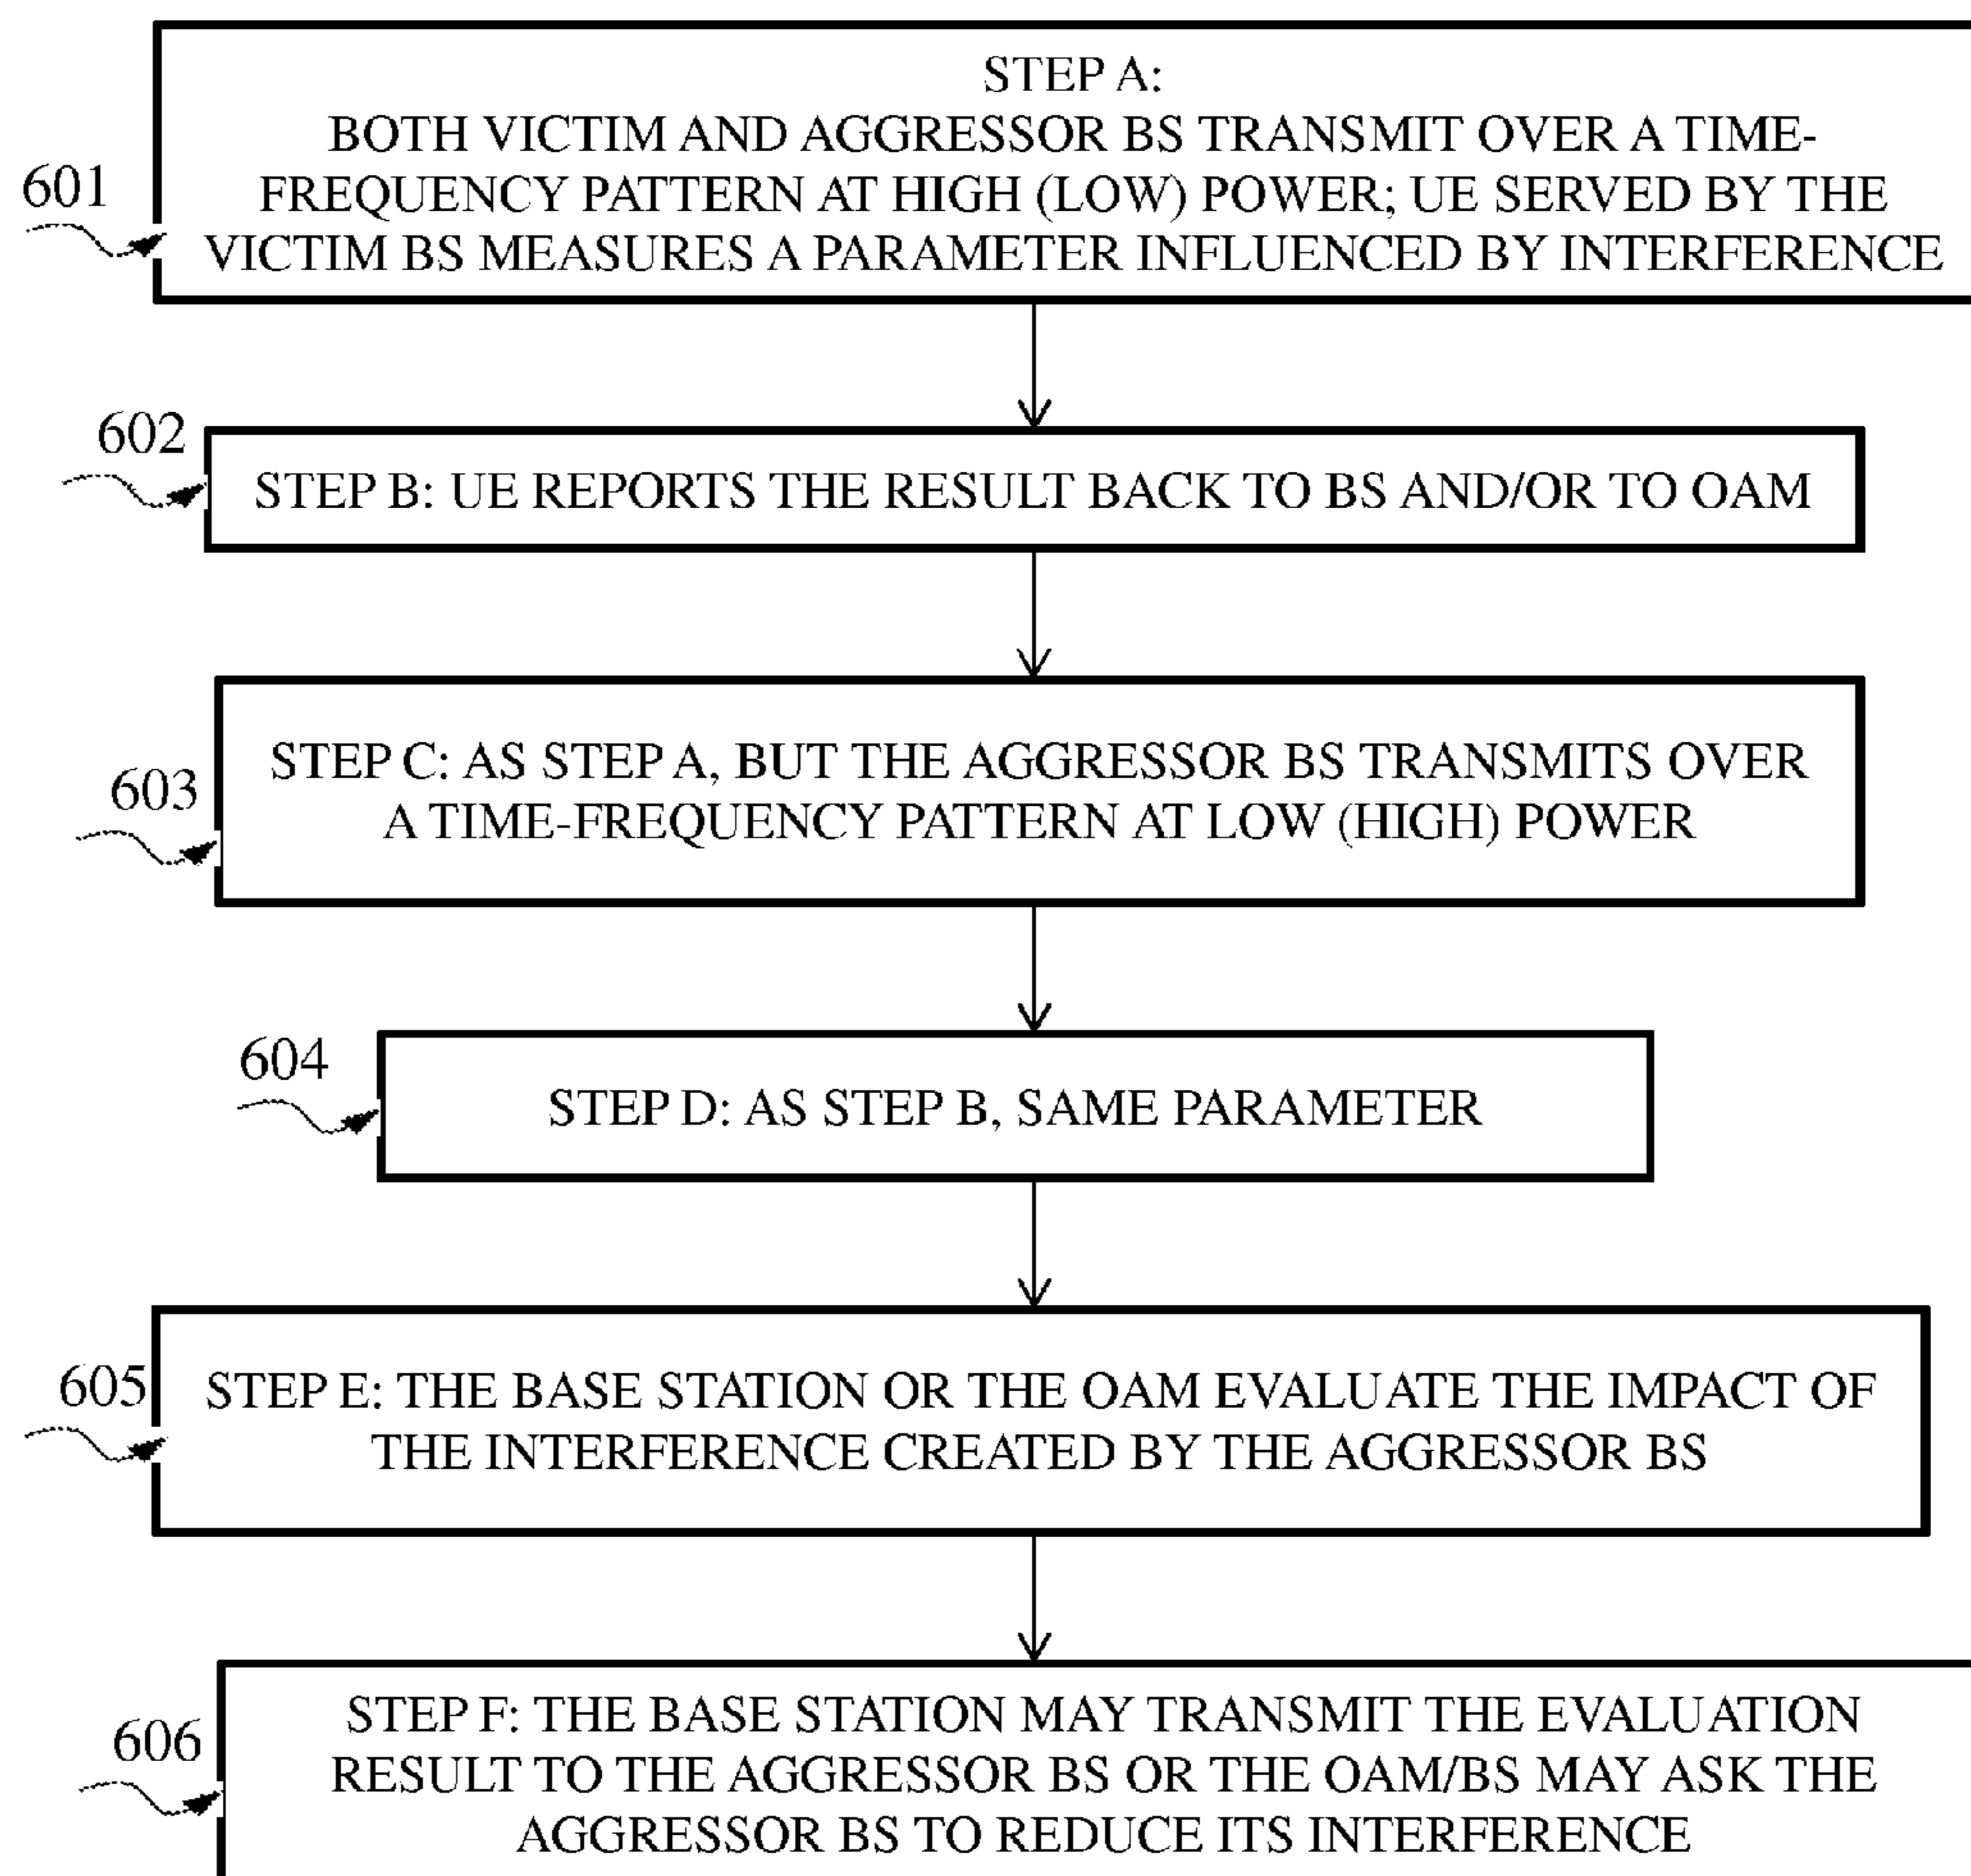 STEP A:
BOTH VICTIM AND AGGRESSOR BS TRANSMIT OVER A TIME-
FREQUENCY PATTERN AT HIGH (LOW) POWER; UE SERVED BY THE
VICTIM BS MEASURES A PARAMETER INFLUENCED BY INTERFERENCE
601
602
STEP B: UE REPORTS THE RESULT BACK TO BS AND/OR TO OAM
603
STEP C: AS STEP A, BUT THE AGGRESSOR BS TRANSMITS OVER
A TIME-FREQUENCY PATTERN AT LOW (HIGH) POWER
604
STEP D: AS STEP B, SAME PARAMETER
605
STEP E: THE BASE STATION OR THE OAM EVALUATE THE IMPACT OF
THE INTERFERENCE CREATED BY THE AGGRESSOR BS
606
STEP F: THE BASE STATION MAY TRANSMIT THE EVALUATION
RESULT TO THE AGGRESSOR BS OR THE OAM/BS MAY ASK THE
AGGRESSOR BS TO REDUCE ITS INTERFERENCE